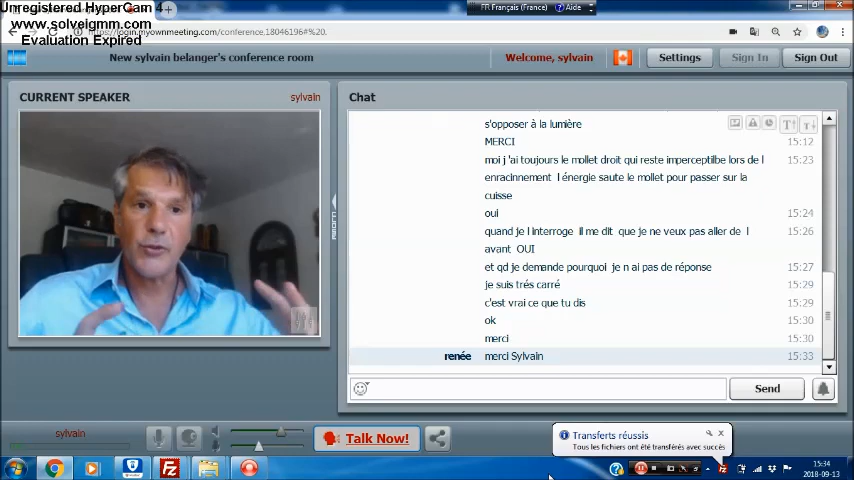 Unregistered HyperCam 4
www.solveigmm.com
Evaluation Expired
FR Français (France)
Aide
https://login.myownmeeting.com/conference,18046196#%20.
New sylvain belanger's conference room
Welcome, sylvain
Settings
Sign In
Sign Out
CURRENT SPEAKER
sylvain
Chat
s'opposer à la lumière
MERCI 15:12
moi j 'ai toujours le mollet droit qui reste imperceptilbe lors de l 15:23
enracinnement l énergie saute le mollet pour passer sur la
cuisse
oui 15:24
quand je l interroge il me dit que je ne veux pas aller de l 15:26
avant OUI
et qd je demande pourquoi je n ai pas de réponse 15:27
je suis trés carré 15:29
c'est vrai ce que tu dis 15:29
ok 15:30
merci 15:30
renée merci Sylvain 15:33
Send
sylvain
Talk Now!
Transferts réussis
Tous les fichiers ont été transférés avec succès
15:34
2018-09-13